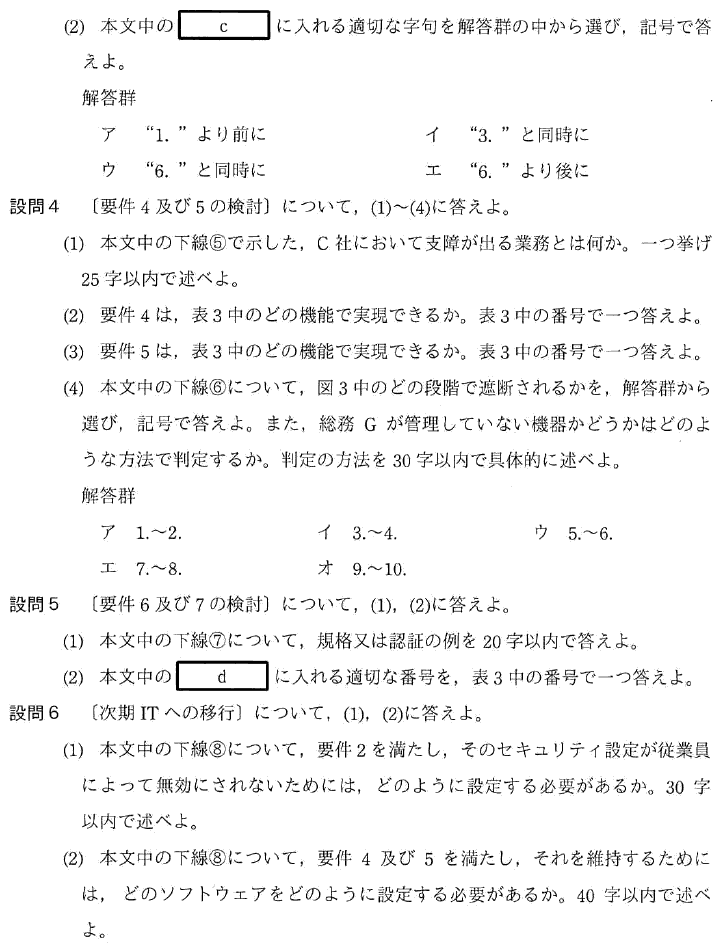 (2) 本文中の c に入れる適切な字句を解答群の中から選び，記号で答
えよ。
解答群
ア “1. ” より前に イ “3. ” と同時に
ウ “6. ” と同時に エ “6. ” より後に
設問4 〔要件4及び5の検討〕について，(1)～(4)に答えよ。
(1) 本文中の下線⑤で示した，C社において支障が出る業務とは何か。一つ挙げ
25字以内で述べよ。
(2) 要件4は，表3中のどの機能で実現できるか。表3中の番号で一つ答えよ。
(3) 要件5は，表3中のどの機能で実現できるか。表3中の番号で一つ答えよ。
(4) 本文中の下線⑥について，図3中のどの段階で遮断されるかを，解答群から
選び，記号で答えよ。また，総務Gが管理していない機器かどうかはどのよ
うな方法で判定するか。判定の方法を30字以内で具体的に述べよ。
解答群
ア 1.～2. イ 3.～4. ウ 5.～6.
エ 7.～8. オ 9.～10.
設問5 〔要件6及び7の検討〕について，(1)，(2)に答えよ。
(1) 本文中の下線⑦について，規格又は認証の例を20字以内で答えよ。
(2) 本文中の d に入れる適切な番号を，表3中の番号で一つ答えよ。
設問6 〔次期ITへの移行〕について，(1)，(2)に答えよ。
(1) 本文中の下線⑧について，要件2を満たし，そのセキュリティ設定が従業員
によって無効にされないためには，どのように設定する必要があるか。30字
以内で述べよ。
(2) 本文中の下線⑧について，要件4及び5を満たし，それを維持するために
は，どのソフトウェアをどのように設定する必要があるか。40字以内で述べ
よ。